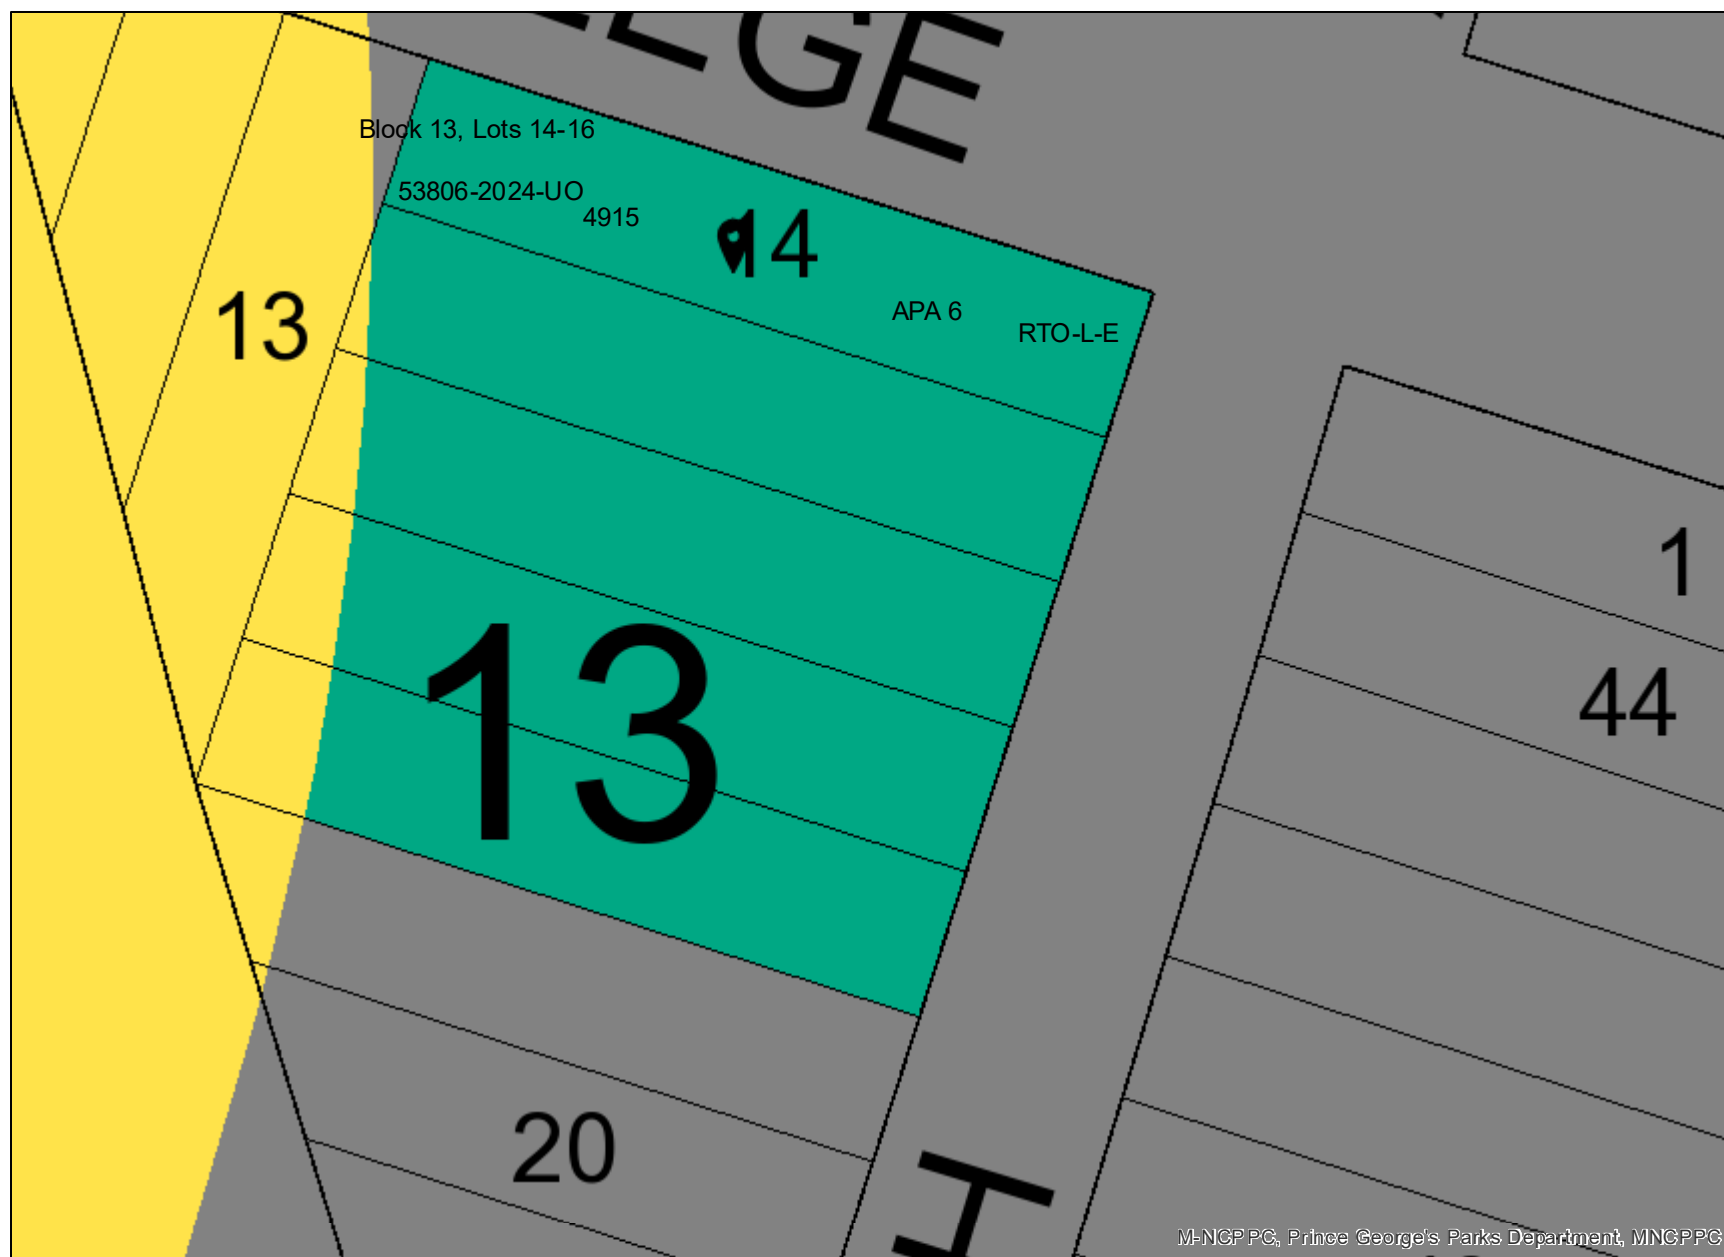 EGE
Block 13, Lots 14-16
53806-2024-UO
4915
14
APA 6
RTO-L-E
13
1
44
13
20
H
M-NCPPC, Prince George's Parks Department, MNCPPC